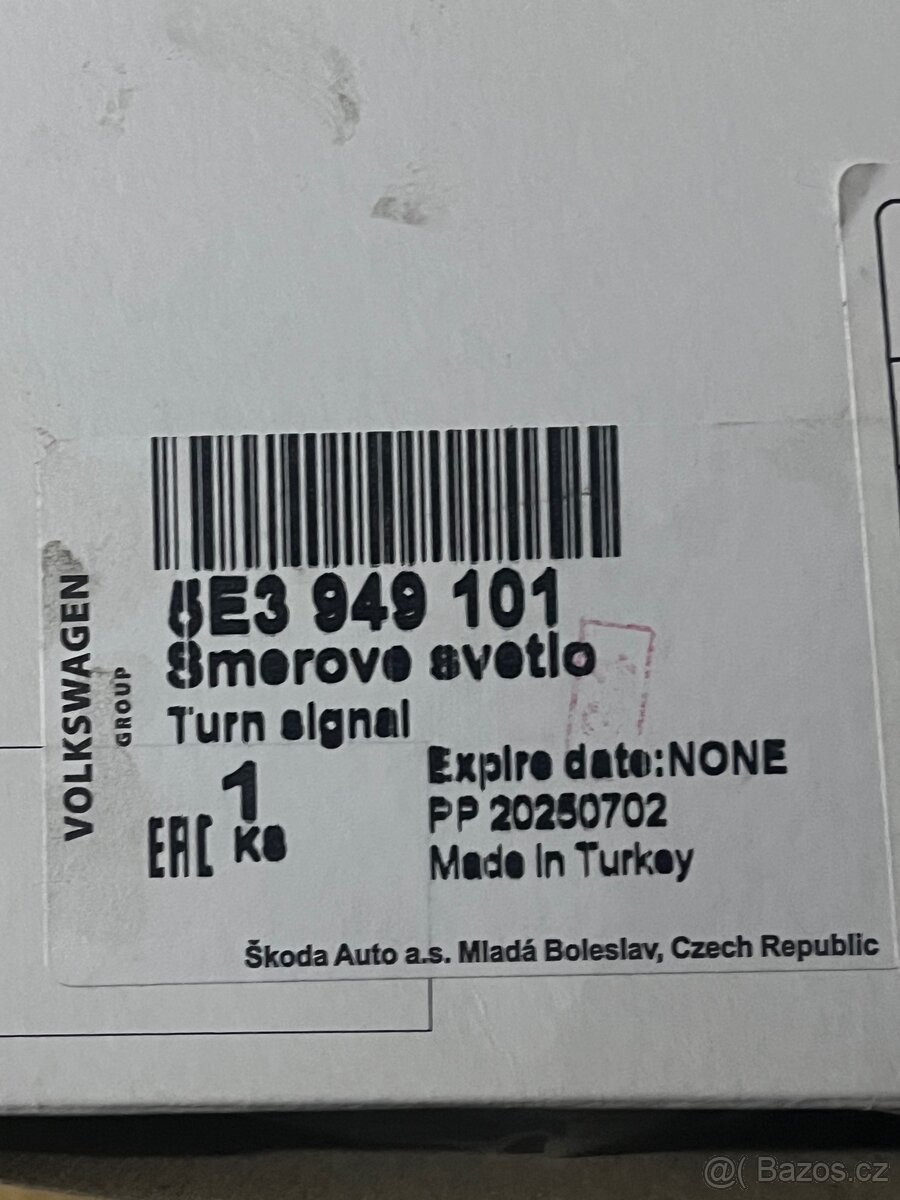 VOLKSWAGEN
GROUP
5E3 949 101
Smerove svetlo
Turn signal
1
EAC KS
Expire date:NONE
PP 20250702
Made In Turkey
Škoda Auto a.s. Mladá Boleslav, Czech Republic
@( Bazos.cz